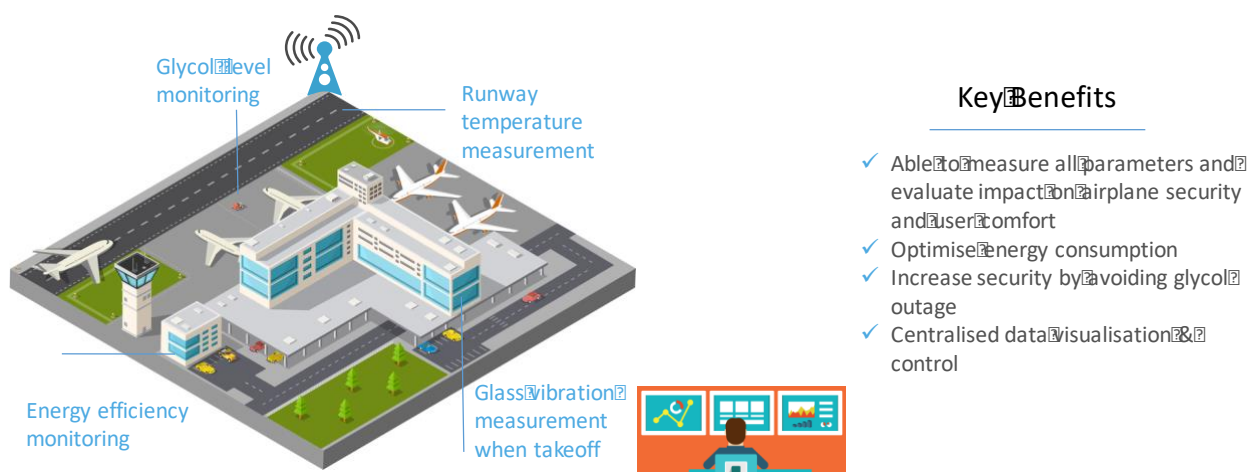 Glycol level
monitoring
Runway
temperature
measurement
Energy efficiency
monitoring
Glass vibration
measurement
when takeoff
Key Benefits
✓ Able to measure all parameters and
evaluate impact on airplane security
and user comfort
✓ Optimise energy consumption
✓ Increase security by avoiding glycol
outage
✓ Centralised data visualisation &
control